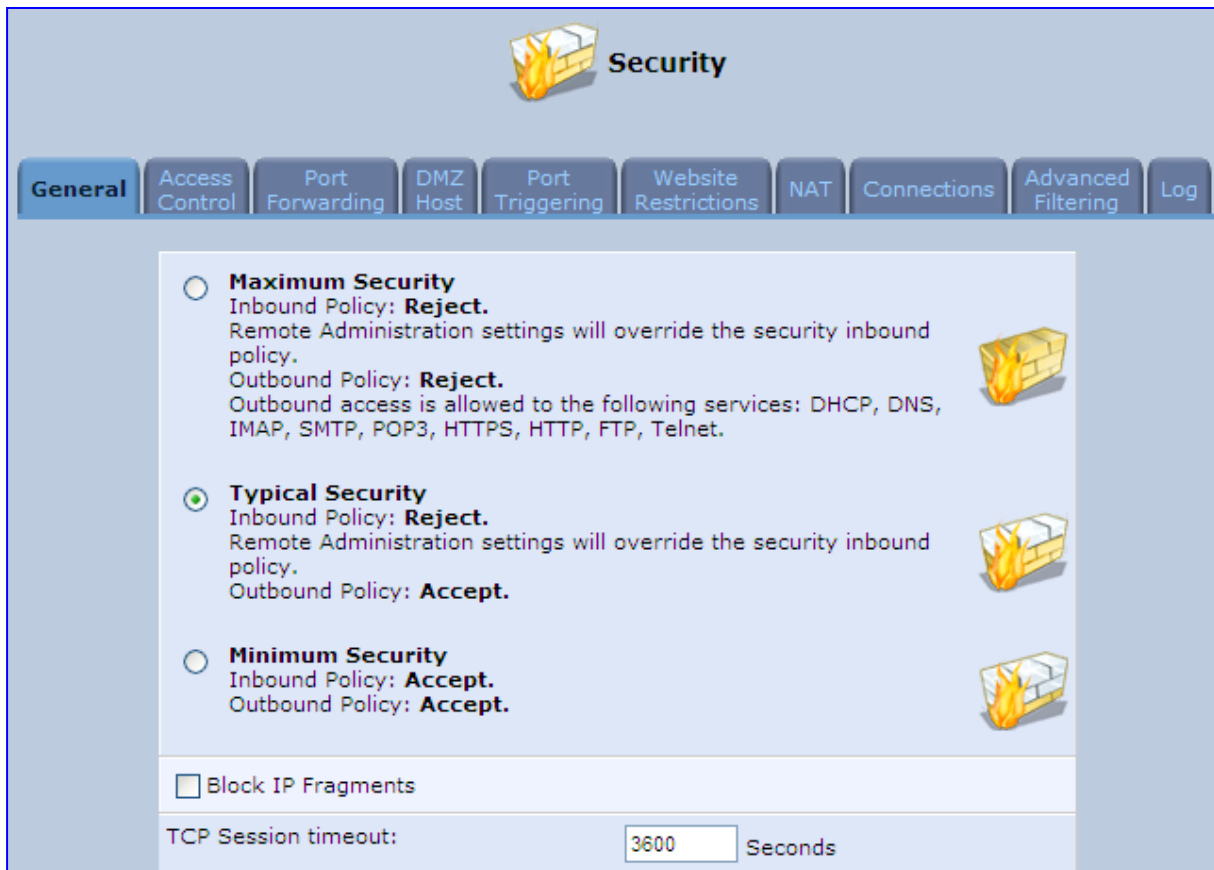 Security
General
Access Control
Port Forwarding
DMZ Host
Port Triggering
Website Restrictions
NAT
Connections
Advanced Filtering
Log
Maximum Security
Inbound Policy: Reject.
Remote Administration settings will override the security inbound
policy.
Outbound Policy: Reject.
Outbound access is allowed to the following services: DHCP, DNS,
IMAP, SMTP, POP3, HTTPS, HTTP, FTP, Telnet.
Typical Security
Inbound Policy: Reject.
Remote Administration settings will override the security inbound
policy.
Outbound Policy: Accept.
Minimum Security
Inbound Policy: Accept.
Outbound Policy: Accept.
Block IP Fragments
TCP Session timeout: 3600 Seconds